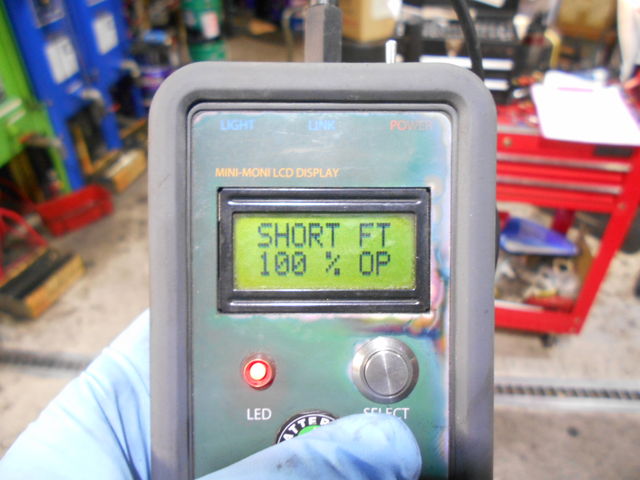 LIGHT LINK POWER
MINI-MONI LCD DISPLAY
SHORT FT
100 % OP
LED SELECT